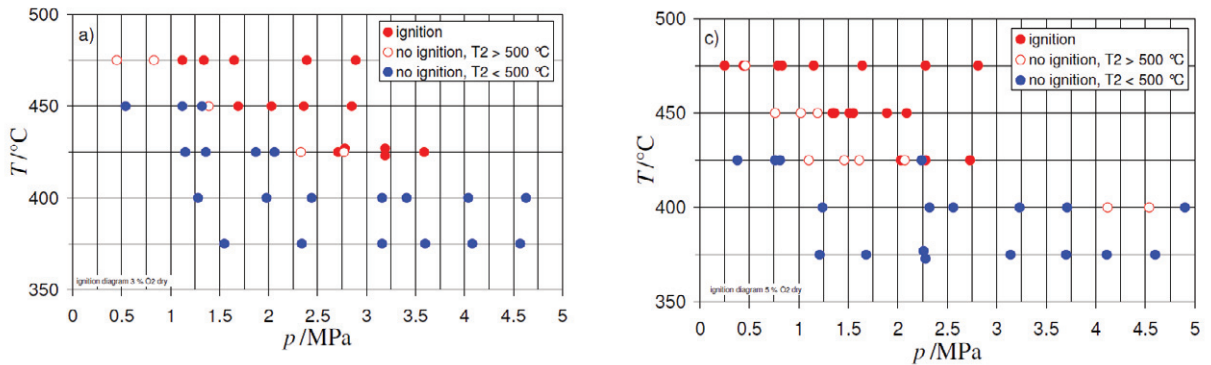 500
a)
ignition
no ignition, T2 > 500 °C
no ignition, T2 < 500 °C
450
T /°C
400
ignition diagram 3 % O2 dry
350
0 0.5 1 1.5 2 2.5 3 3.5 4 4.5 5
p /MPa
500
c)
ignition
no ignition, T2 > 500 °C
no ignition, T2 < 500 °C
450
T /°C
400
ignition diagram 5 % O2 dry
350
0 0.5 1 1.5 2 2.5 3 3.5 4 4.5 5
p /MPa